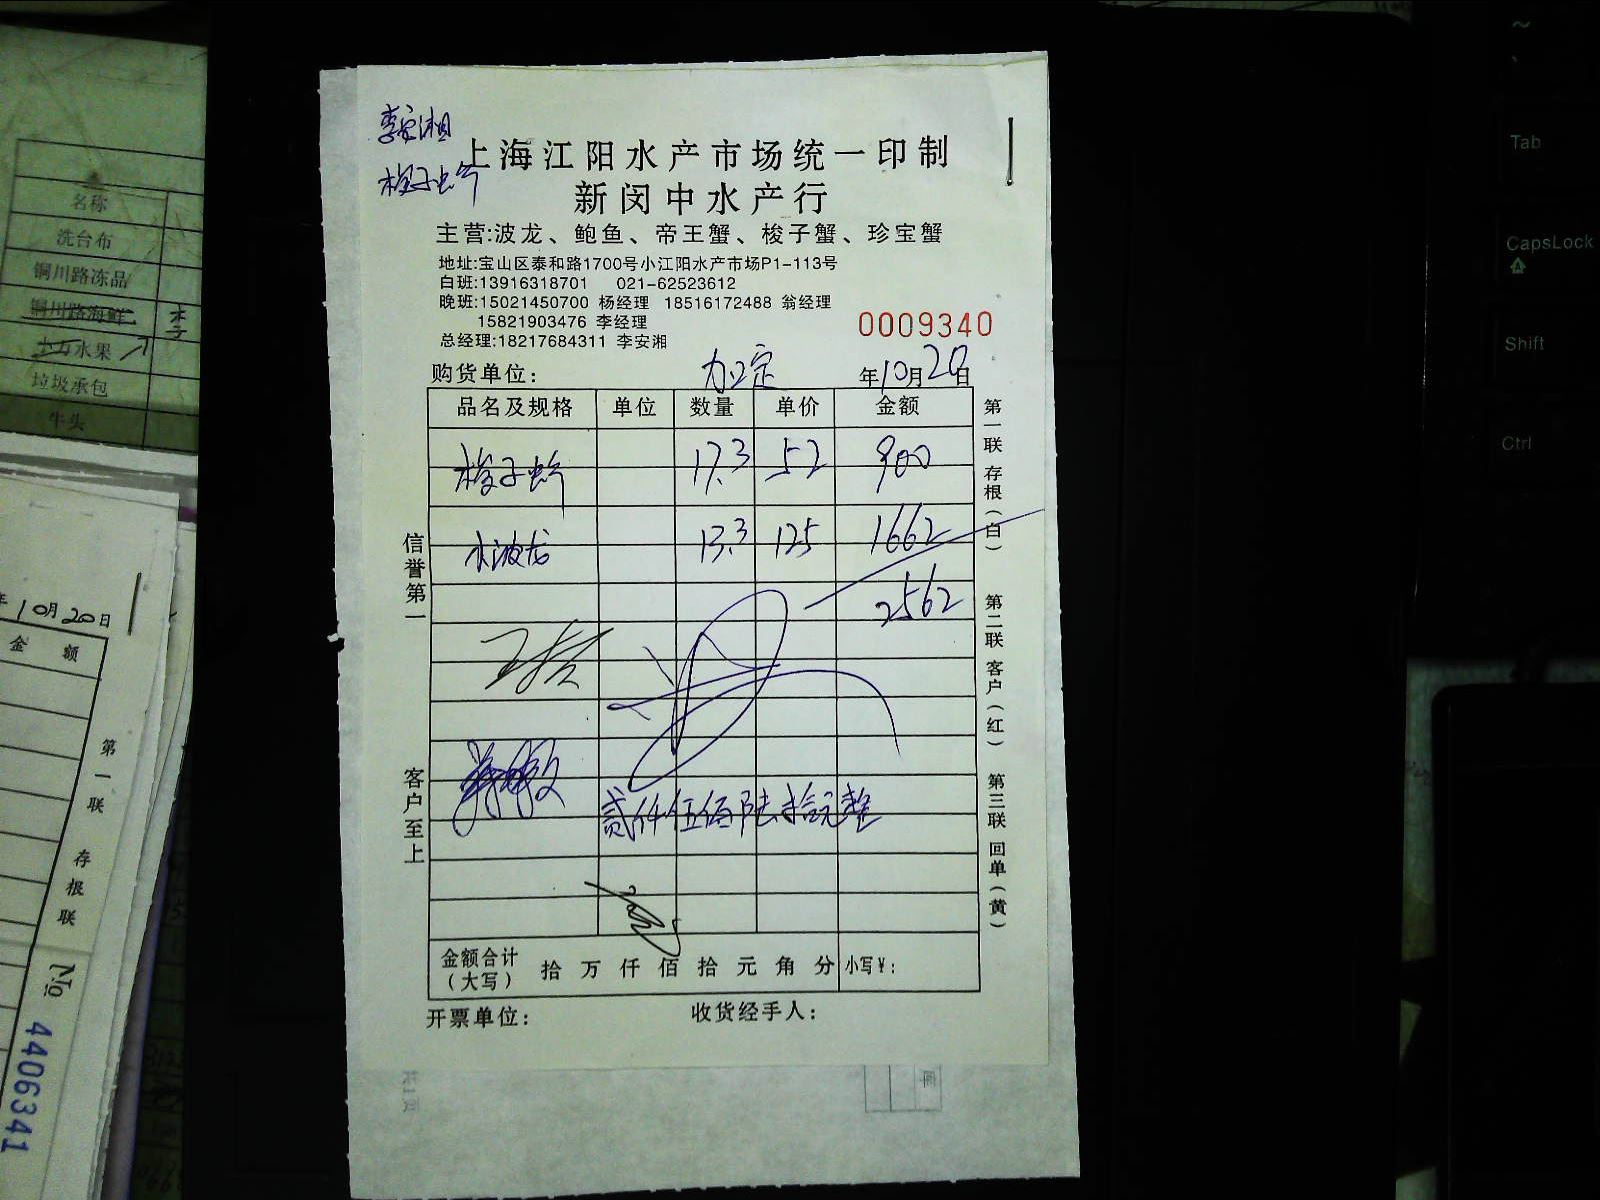 李安湘
梭子蟹
上海江阳水产市场统一印制
新闵中水产行
主营:波龙、鲍鱼、帝王蟹、梭子蟹、珍宝蟹
地址:宝山区泰和路1700号小江阳水产市场P1-113号
白班:13916318701 021-62523612
晚班:15021450700 杨经理 18516172488 翁经理
15821903476 李经理
总经理:18217684311 李安湘
0009340
购货单位: 年10月20日
品名及规格 单位 数量 单价 金额
梭子蟹 17.3 52 900
水波龙 13.3 125 1662
2562
贰仟伍佰陆拾元整
金额合计(大写) 拾 万 仟 佰 拾 元 角 分 小写¥:
开票单位: 收货经手人:
信誉第一
客户至上
第一联 存根(白)
第二联 客户(红)
第三联 回单(黄)
名称
洗台布
铜川路冻品
铜川路海鲜
水果
垃圾承包
牛头
年10月20日
金 额
第一联 存根联
No 4406341
~
Tab
CapsLock
Shift
Ctrl